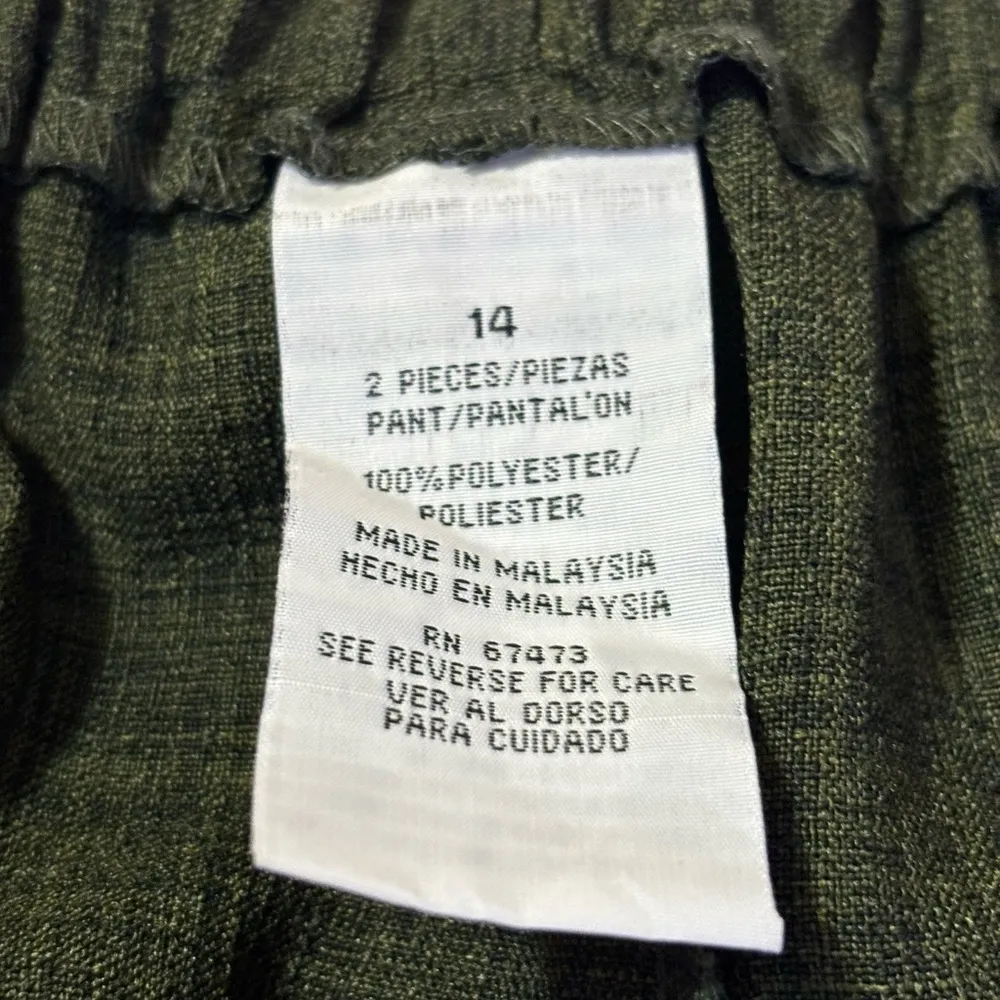 14
2 PIECES/PIEZAS
PANT/PANTAL'ON
100%POLYESTER/
POLIESTER
MADE IN MALAYSIA
HECHO EN MALAYSIA
RN 67473
SEE REVERSE FOR CARE
VER AL DORSO
PARA CUIDADO